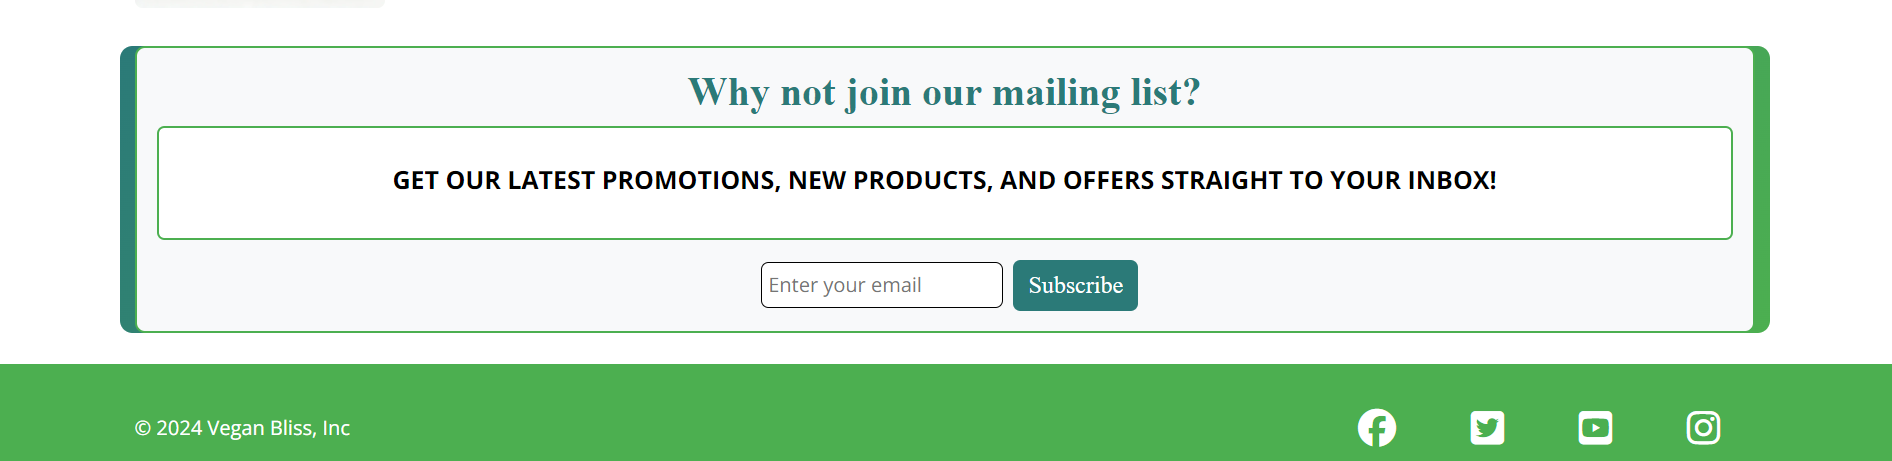 Why not join our mailing list?
GET OUR LATEST PROMOTIONS, NEW PRODUCTS, AND OFFERS STRAIGHT TO YOUR INBOX!
Enter your email Subscribe
© 2024 Vegan Bliss, Inc